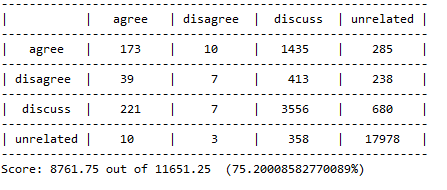 -------------------------------------------------------------
|           |   agree   | disagree  |  discuss  | unrelated |
-------------------------------------------------------------
|   agree   |    173    |    10     |   1435    |    285    |
-------------------------------------------------------------
| disagree  |    39     |     7     |    413    |    238    |
-------------------------------------------------------------
|  discuss  |    221    |     7     |   3556    |    680    |
-------------------------------------------------------------
| unrelated |    10     |     3     |    358    |   17978   |
-------------------------------------------------------------
Score: 8761.75 out of 11651.25  (75.20008582770089%)